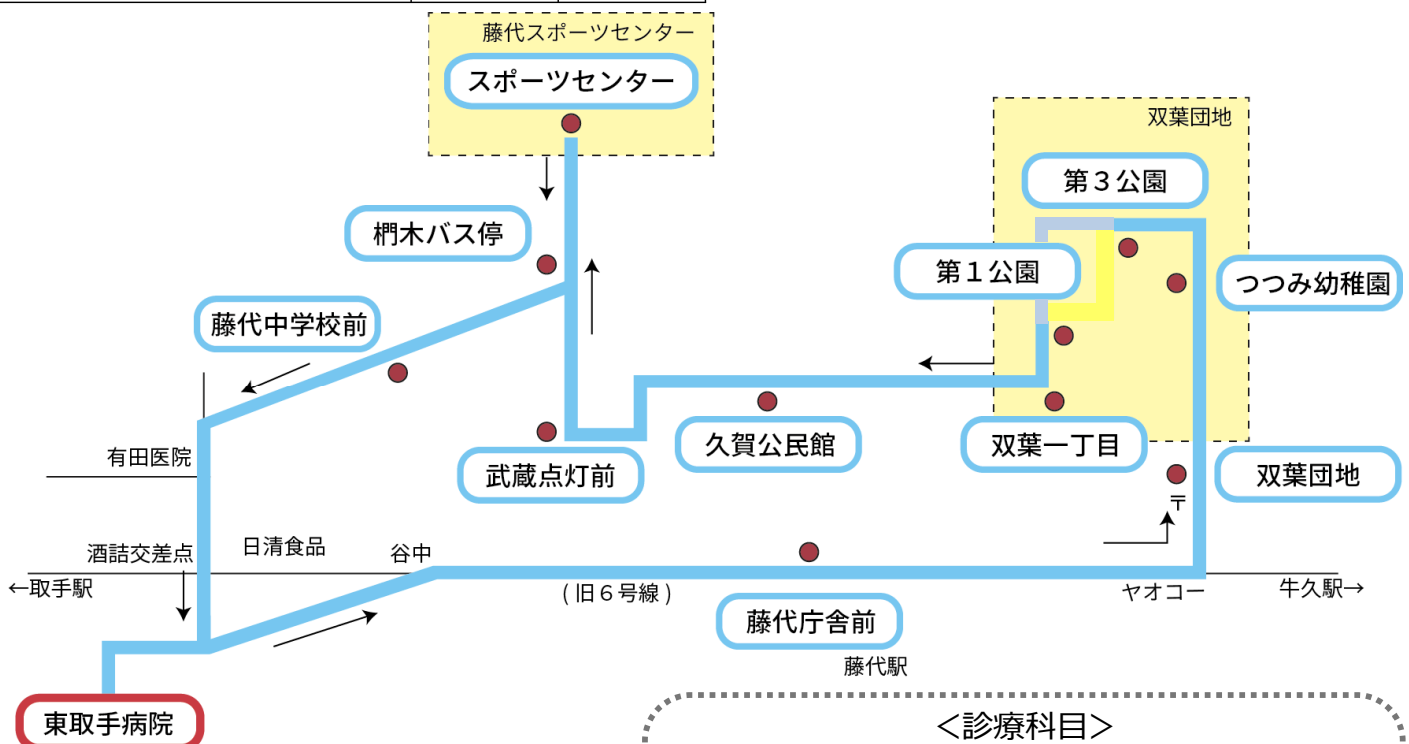 藤代スポーツセンター
スポーツセンター
双葉団地
第３公園
椚木バス停
第１公園
つつみ幼稚園
藤代中学校前
久賀公民館
双葉一丁目
有田医院
武蔵点灯前
双葉団地
〒
酒詰交差点
日清食品
谷中
←取手駅
(旧６号線)
ヤオコー
牛久駅→
藤代庁舎前
藤代駅
東取手病院
＜診療科目＞